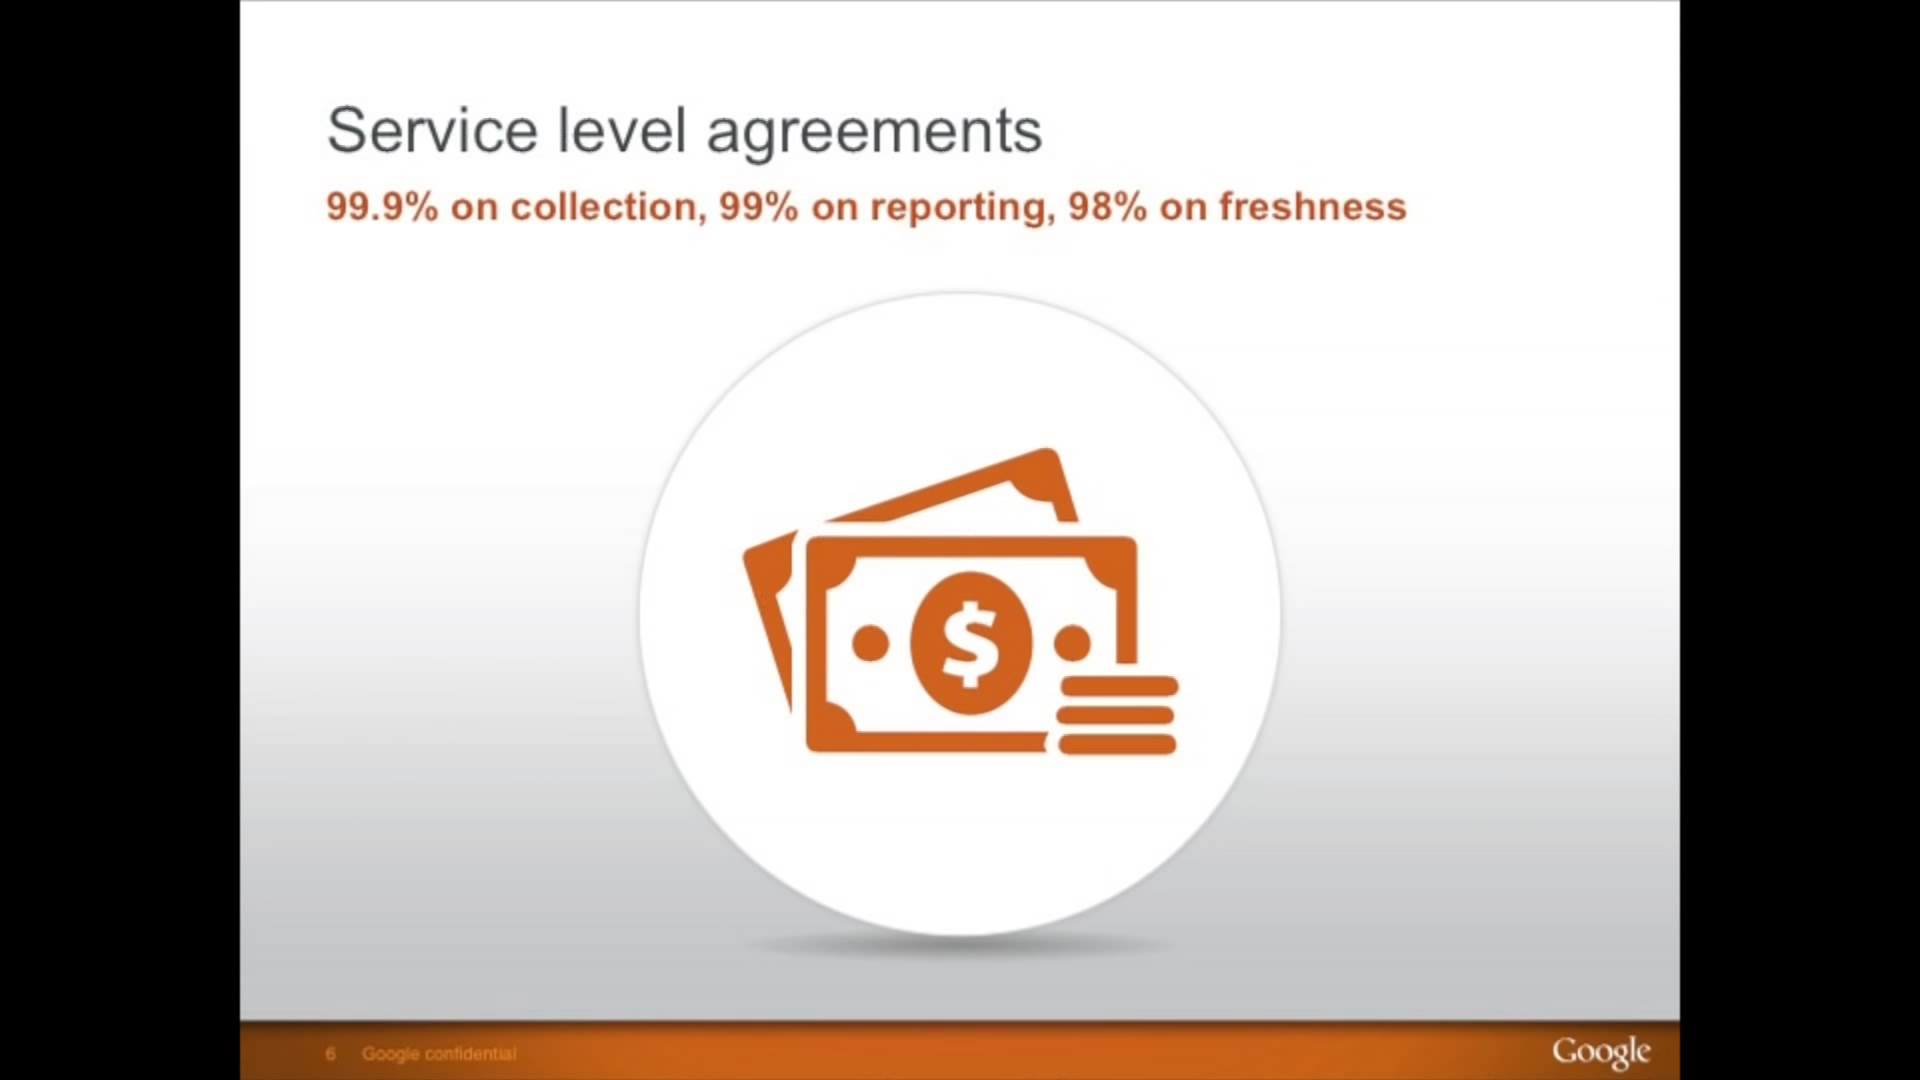 Service level agreements
99.9% on collection, 99% on reporting, 98% on freshness
$
6 Google confidential
Google